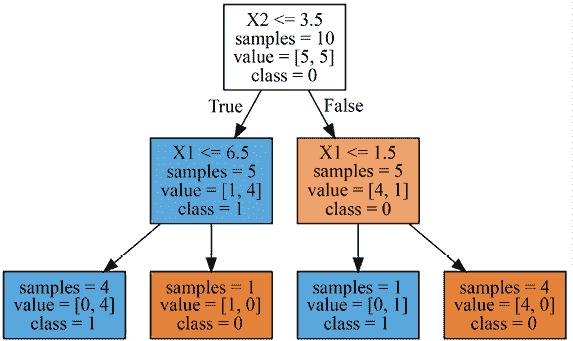 X2 <= 3.5
samples = 10
value = [5, 5]
class = 0
True
False
X1 <= 6.5
samples = 5
value = [1, 4]
class = 1
X1 <= 1.5
samples = 5
value = [4, 1]
class = 0
samples = 4
value = [0, 4]
class = 1
samples = 1
value = [1, 0]
class = 0
samples = 1
value = [0, 1]
class = 1
samples = 4
value = [4, 0]
class = 0